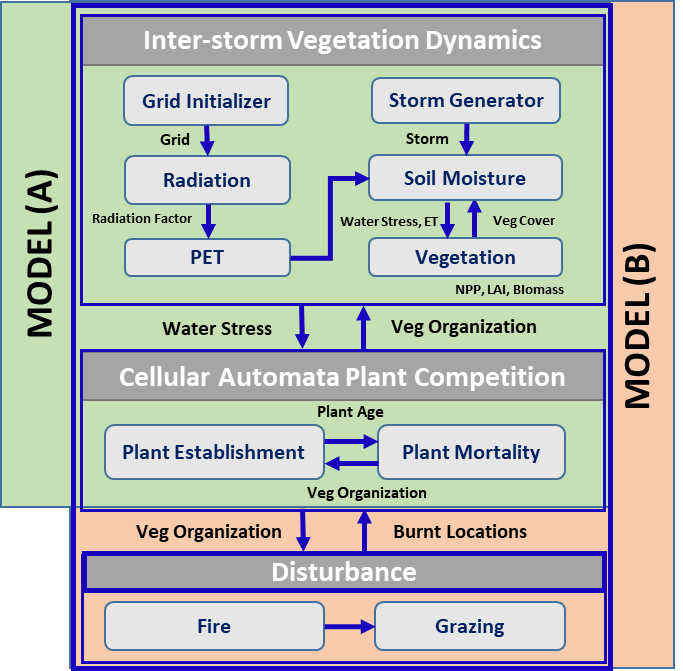 MODEL (A)
MODEL (B)
Inter-storm Vegetation Dynamics
Grid Initializer
Storm Generator
Grid
Storm
Radiation
Soil Moisture
Radiation Factor
Water Stress, ET
Veg Cover
PET
Vegetation
NPP, LAI, BIomass
Water Stress
Veg Organization
Cellular Automata Plant Competition
Plant Age
Plant Establishment
Plant Mortality
Veg Organization
Veg Organization
Burnt Locations
Disturbance
Fire
Grazing